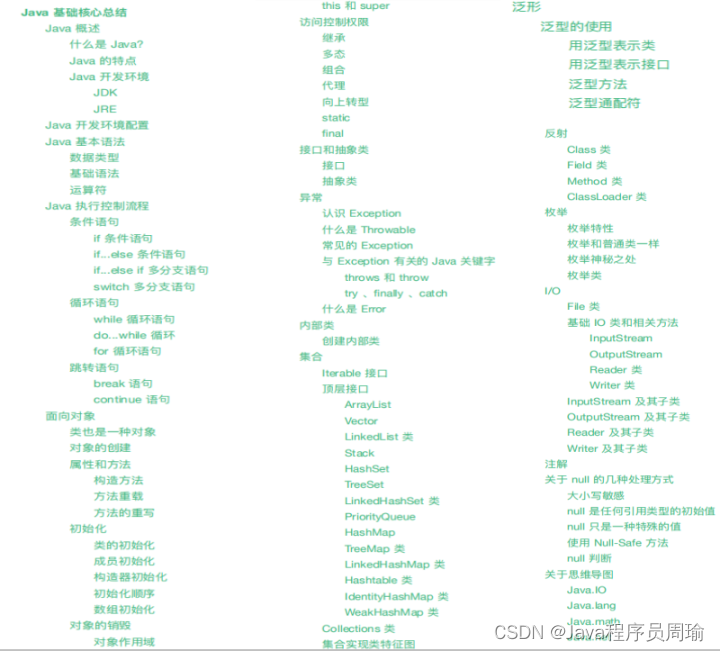 Java 基础核心总结
Java 概述
什么是 Java?
Java 的特点
Java 开发环境
JDK
JRE
Java 开发环境配置
Java 基本语法
数据类型
基础语法
运算符
Java 执行控制流程
条件语句
if 条件语句
if...else 条件语句
if...else if 多分支语句
switch 多分支语句
循环语句
while 循环语句
do...while 循环
for 循环语句
跳转语句
break 语句
continue 语句
面向对象
类也是一种对象
对象的创建
属性和方法
构造方法
方法重载
方法的重写
初始化
类的初始化
成员初始化
构造器初始化
初始化顺序
数组初始化
对象的销毁
对象作用域
this 和 super
访问控制权限
继承
多态
组合
代理
向上转型
static
final
接口和抽象类
接口
抽象类
异常
认识 Exception
什么是 Throwable
常见的 Exception
与 Exception 有关的 Java 关键字
throws 和 throw
try 、finally 、catch
什么是 Error
内部类
创建内部类
集合
Iterable 接口
顶层接口
ArrayList
Vector
LinkedList 类
Stack
HashSet
TreeSet
LinkedHashSet 类
PriorityQueue
HashMap
TreeMap 类
LinkedHashMap 类
Hashtable 类
IdentityHashMap 类
WeakHashMap 类
Collections 类
集合实现类特征图
泛形
泛型的使用
用泛型表示类
用泛型表示接口
泛型方法
泛型通配符
反射
Class 类
Field 类
Method 类
ClassLoader 类
枚举
枚举特性
枚举和普通类一样
枚举神秘之处
枚举类
I/O
File 类
基础 IO 类和相关方法
InputStream
OutputStream
Reader 类
Writer 类
InputStream 及其子类
OutputStream 及其子类
Reader 及其子类
Writer 及其子类
注解
关于 null 的几种处理方式
大小写敏感
null 是任何引用类型的初始值
null 只是一种特殊的值
使用 Null-Safe 方法
null 判断
关于思维导图
Java.IO
Java.lang
Java.math
CSDN @Java程序员周瑜